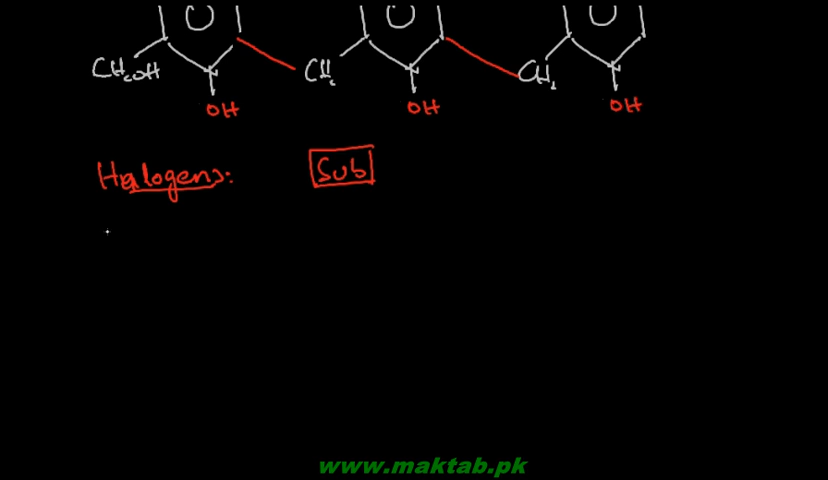 CH₂OH CH₂ CH₂
OH OH OH
Halogens: Sub
www.maktab.pk